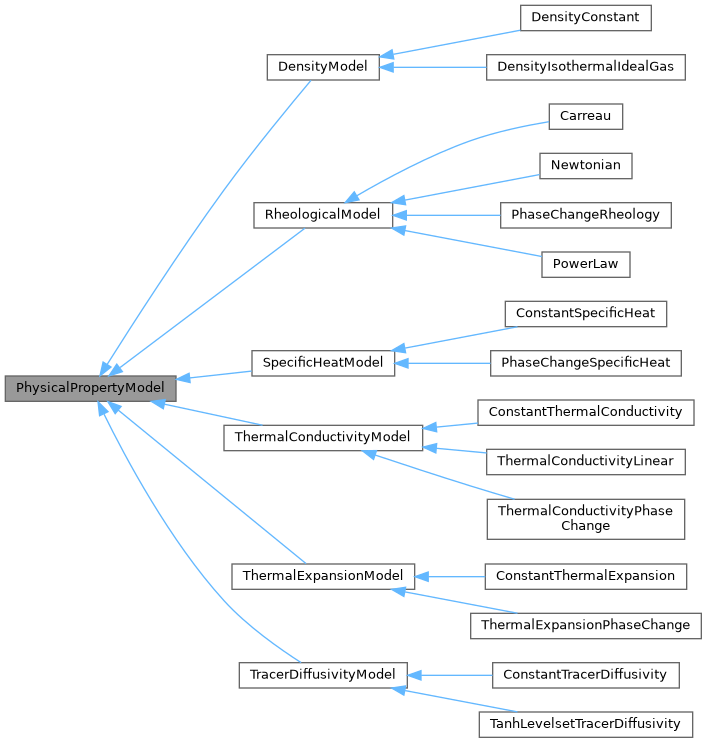 DensityConstant
DensityModel
DensityIsothermalIdealGas
Carreau
Newtonian
RheologicalModel
PhaseChangeRheology
PowerLaw
ConstantSpecificHeat
SpecificHeatModel
PhaseChangeSpecificHeat
PhysicalPropertyModel
ConstantThermalConductivity
ThermalConductivityModel
ThermalConductivityLinear
ThermalConductivityPhase
Change
ThermalExpansionModel
ConstantThermalExpansion
ThermalExpansionPhaseChange
TracerDiffusivityModel
ConstantTracerDiffusivity
TanhLevelsetTracerDiffusivity